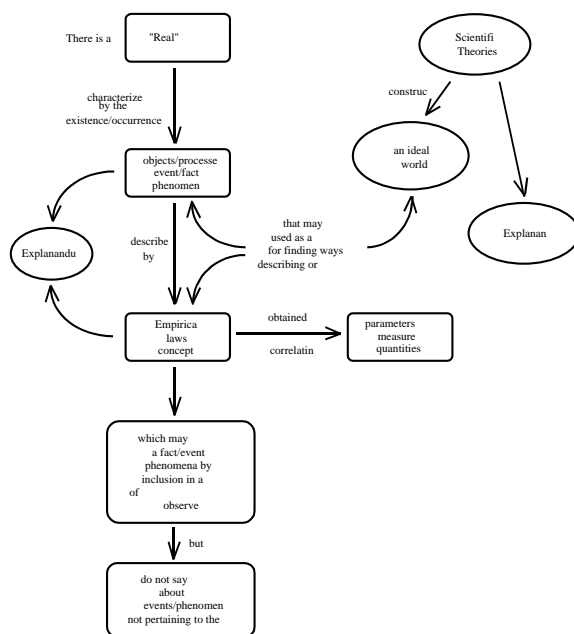 There is a
"Real"
characterize
by the
existence/occurrence
objects/processe
event/fact
phenomen
Explanandu
describe
by
that may
used as a
for finding ways
describing or
Scientifi
Theories
construc
an ideal
world
Explanan
Empirica
laws
concept
obtained
correlatin
parameters
measure
quantities
which may
a fact/event
phenomena by
inclusion in a
of
observe
but
do not say
about
events/phenomen
not pertaining to the